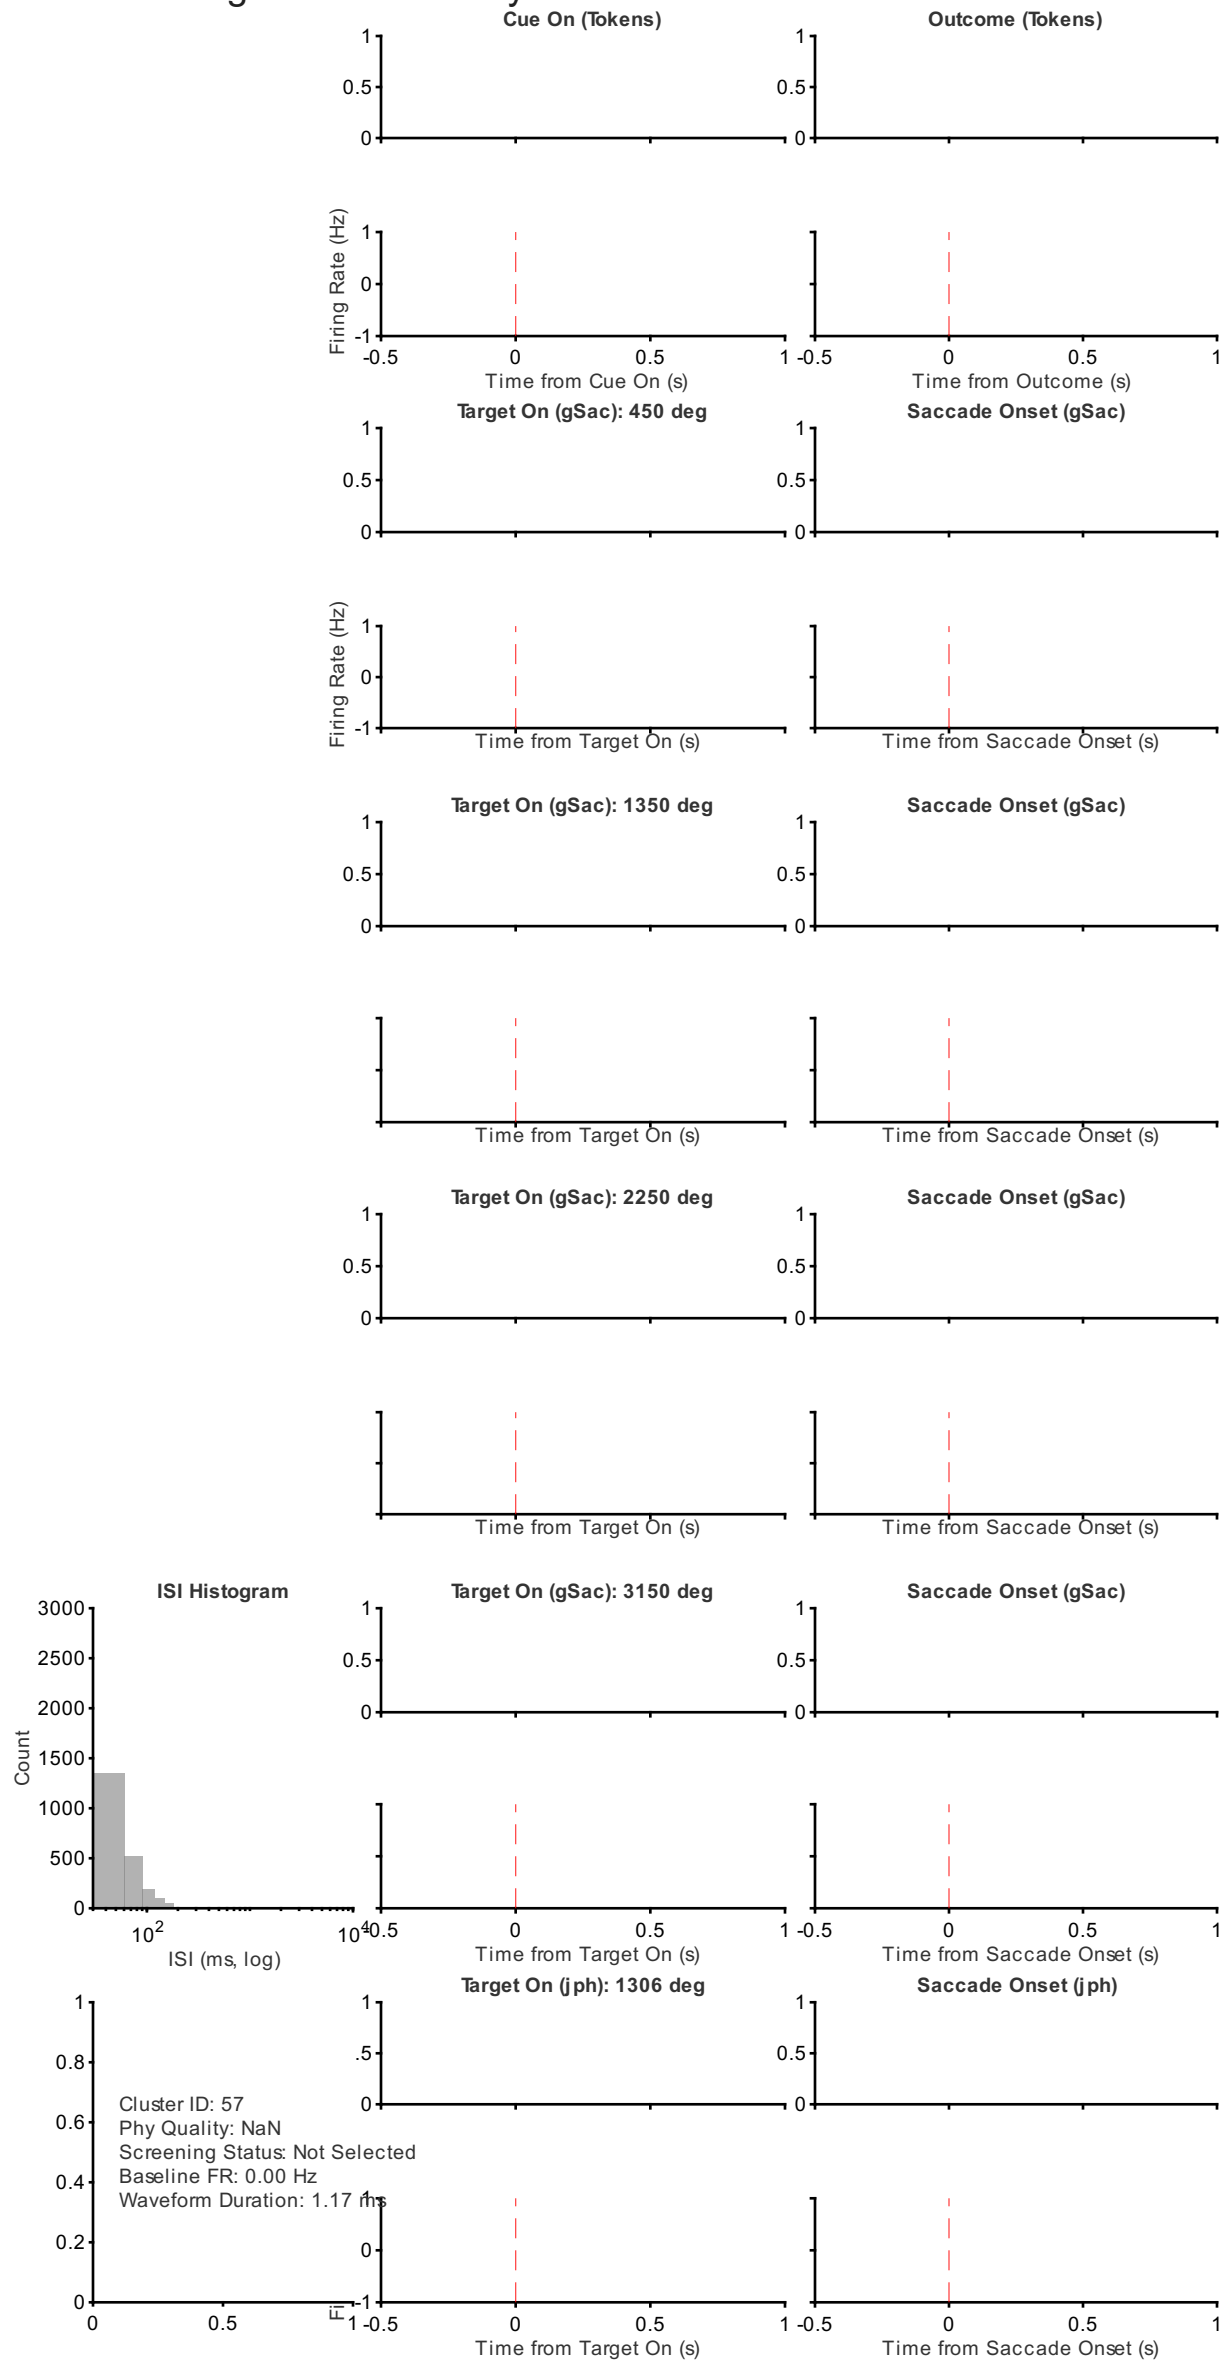 Cue On (Tokens)
Outcome (Tokens)
1
0.5
0
1
0.5
0
Firing Rate (Hz)
1
0
-1
-0.5
0
0.5
1
-0.5
0
0.5
1
Time from Cue On (s)
Time from Outcome (s)
Target On (gSac): 450 deg
Saccade Onset (gSac)
1
0.5
0
1
0.5
0
Firing Rate (Hz)
1
0
-1
Time from Target On (s)
Time from Saccade Onset (s)
Target On (gSac): 1350 deg
Saccade Onset (gSac)
1
0.5
0
1
0.5
0
Time from Target On (s)
Time from Saccade Onset (s)
Target On (gSac): 2250 deg
Saccade Onset (gSac)
1
0.5
0
1
0.5
0
Time from Target On (s)
Time from Saccade Onset (s)
ISI Histogram
3000
2500
2000
1500
1000
500
0
Count
10^2
10^4
ISI (ms, log)
Target On (gSac): 3150 deg
Saccade Onset (gSac)
1
0.5
0
1
0.5
0
-0.5
0
0.5
1
-0.5
0
0.5
1
Time from Target On (s)
Time from Saccade Onset (s)
1
0.8
0.6
0.4
0.2
0
0
0.5
1
Cluster ID: 57
Phy Quality: NaN
Screening Status: Not Selected
Baseline FR: 0.00 Hz
Waveform Duration: 1.17 ms
Target On (jph): 1306 deg
Saccade Onset (jph)
1
.5
0
1
0.5
0
Fi
1
0
-1
-0.5
0
0.5
1
-0.5
0
0.5
1
Time from Target On (s)
Time from Saccade Onset (s)